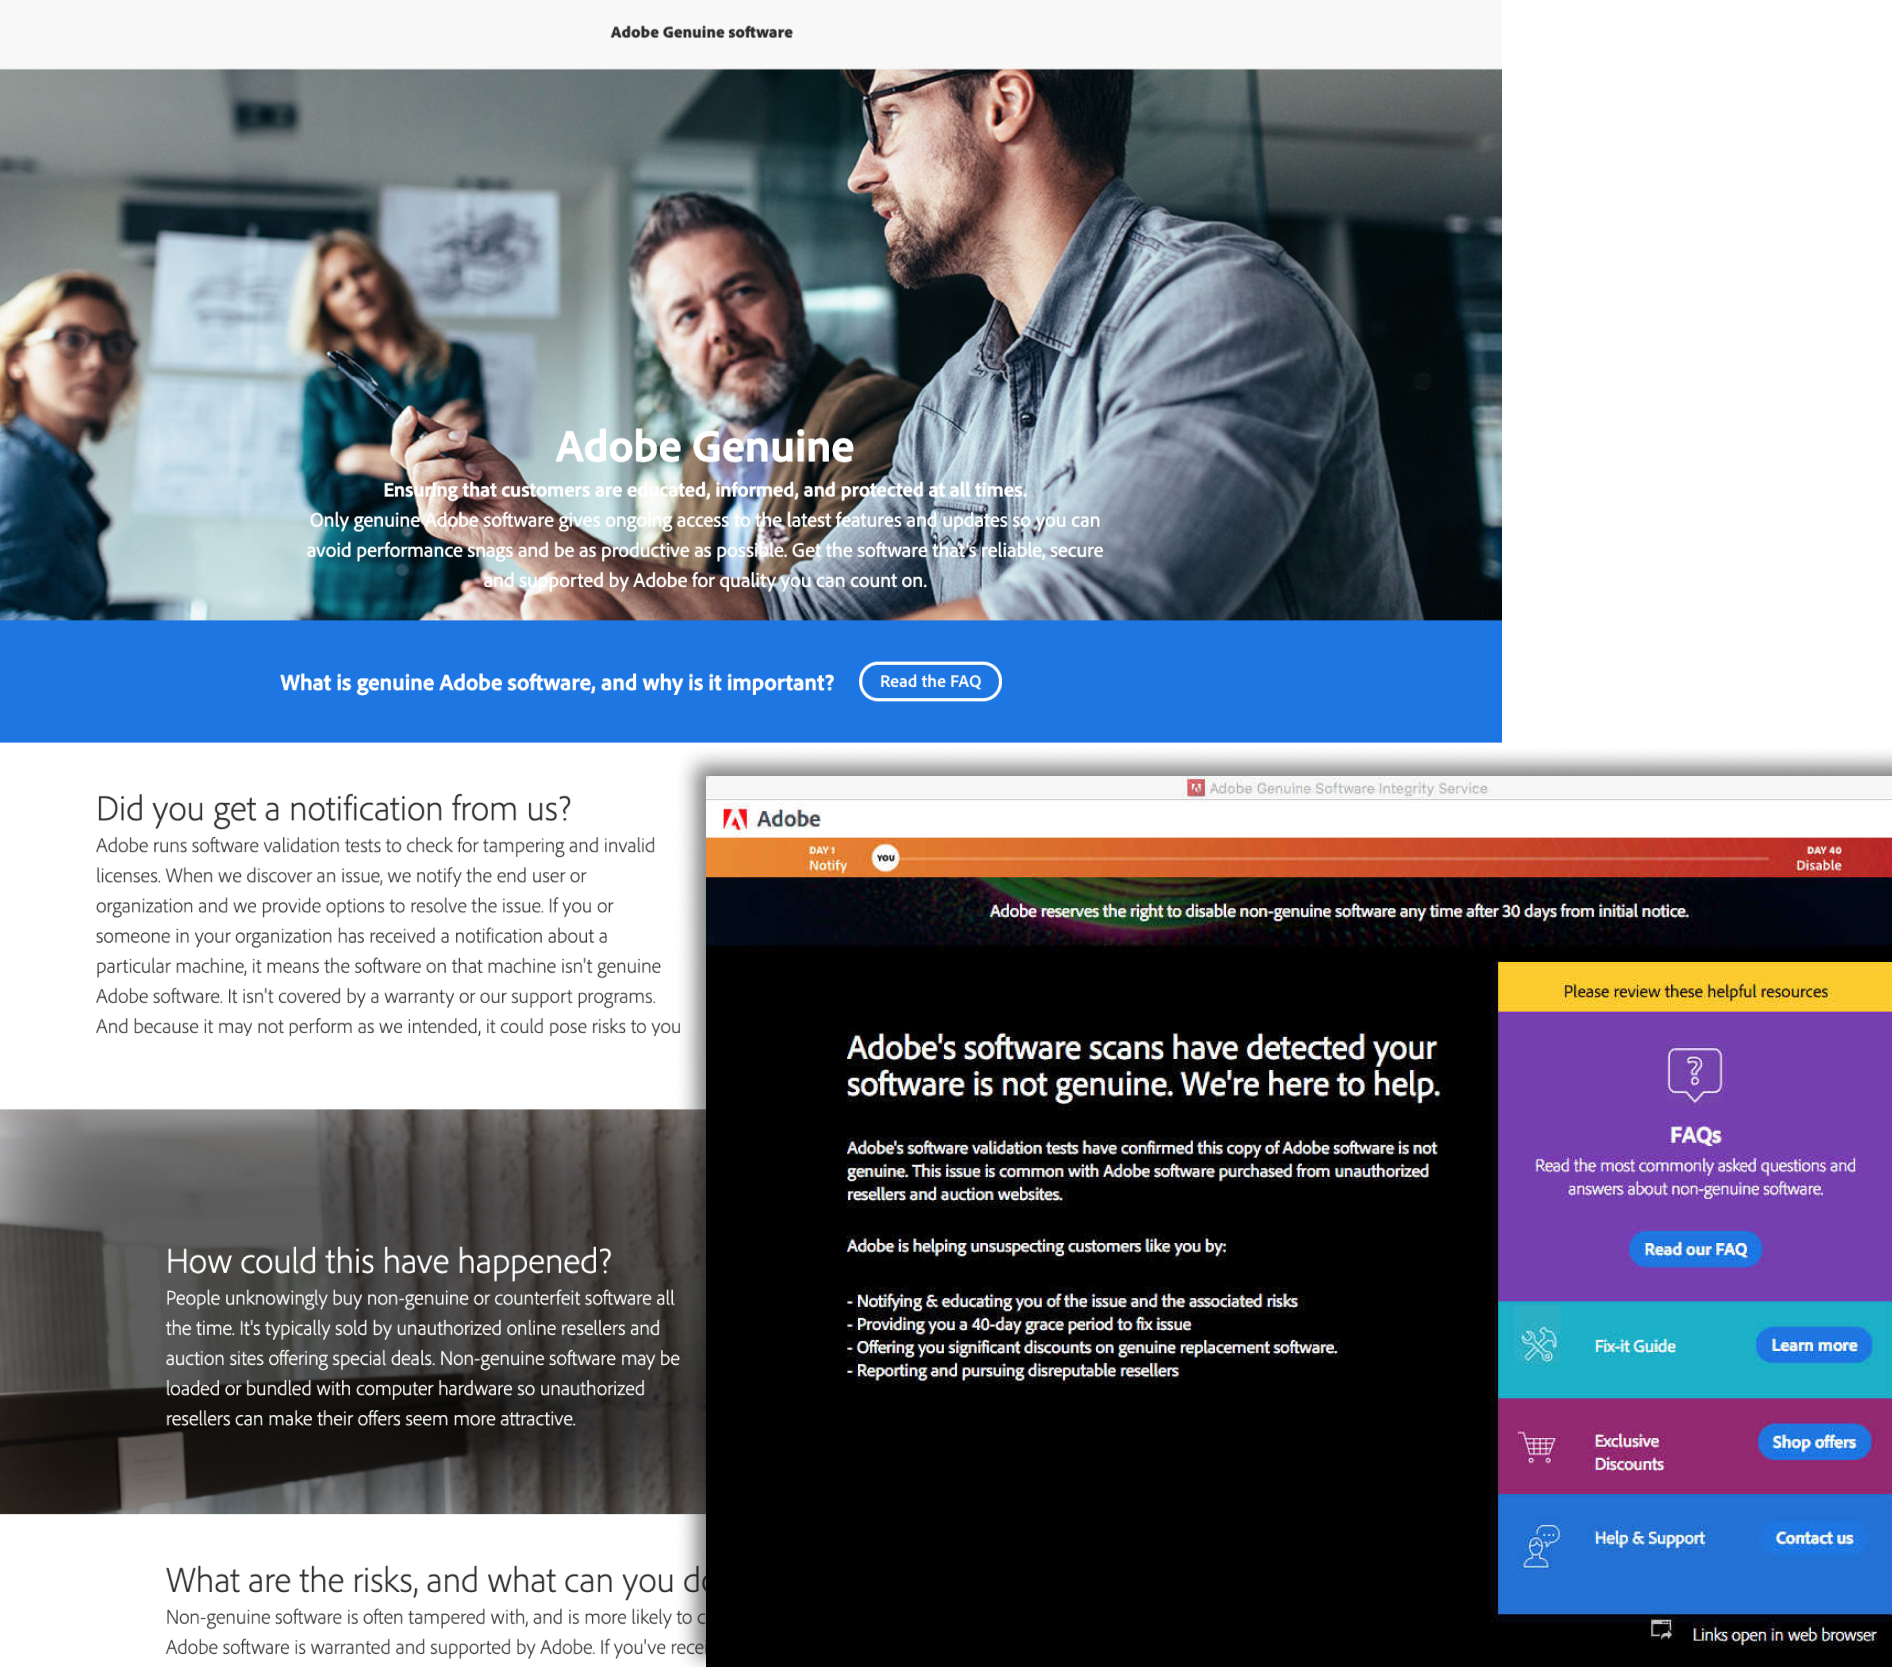 Adobe Genuine software
Adobe Genuine
Ensuring that customers are educated, informed, and protected at all times.
Only genuine Adobe software gives ongoing access to the latest features and updates so you can
avoid performance snags and be as productive as possible. Get the software that's reliable, secure
and supported by Adobe for quality you can count on.
What is genuine Adobe software, and why is it important?
Read the FAQ
Did you get a notification from us?
Adobe runs software validation tests to check for tampering and invalid
licenses. When we discover an issue, we notify the end user or
organization and we provide options to resolve the issue. If you or
someone in your organization has received a notification about a
particular machine, it means the software on that machine isn't genuine
Adobe software. It isn't covered by a warranty or our support programs.
And because it may not perform as we intended, it could pose risks to you
How could this have happened?
People unknowingly buy non-genuine or counterfeit software all
the time. It's typically sold by unauthorized online resellers and
auction sites offering special deals. Non-genuine software may be
loaded or bundled with computer hardware so unauthorized
resellers can make their offers seem more attractive.
What are the risks, and what can you
Non-genuine software is often tampered with, and is more likely to
Adobe software is warranted and supported by Adobe. If you've
Adobe Genuine Software Integrity Service
Adobe
DAY 1
Notify
YOU
DAY 40
Disable
Adobe reserves the right to disable non-genuine software any time after 30 days from initial notice.
Adobe's software scans have detected your
software is not genuine. We're here to help.
Adobe's software validation tests have confirmed this copy of Adobe software is not
genuine. This issue is common with Adobe software purchased from unauthorized
resellers and auction websites.
Adobe is helping unsuspecting customers like you by:
- Notifying & educating you of the issue and the associated risks
- Providing you a 40-day grace period to fix issue
- Offering you significant discounts on genuine replacement software.
- Reporting and pursuing disreputable resellers
Please review these helpful resources
FAQs
Read the most commonly asked questions and
answers about non-genuine software.
Read our FAQ
Fix-it Guide
Learn more
Exclusive
Discounts
Shop offers
Help & Support
Contact us
Links open in web browser